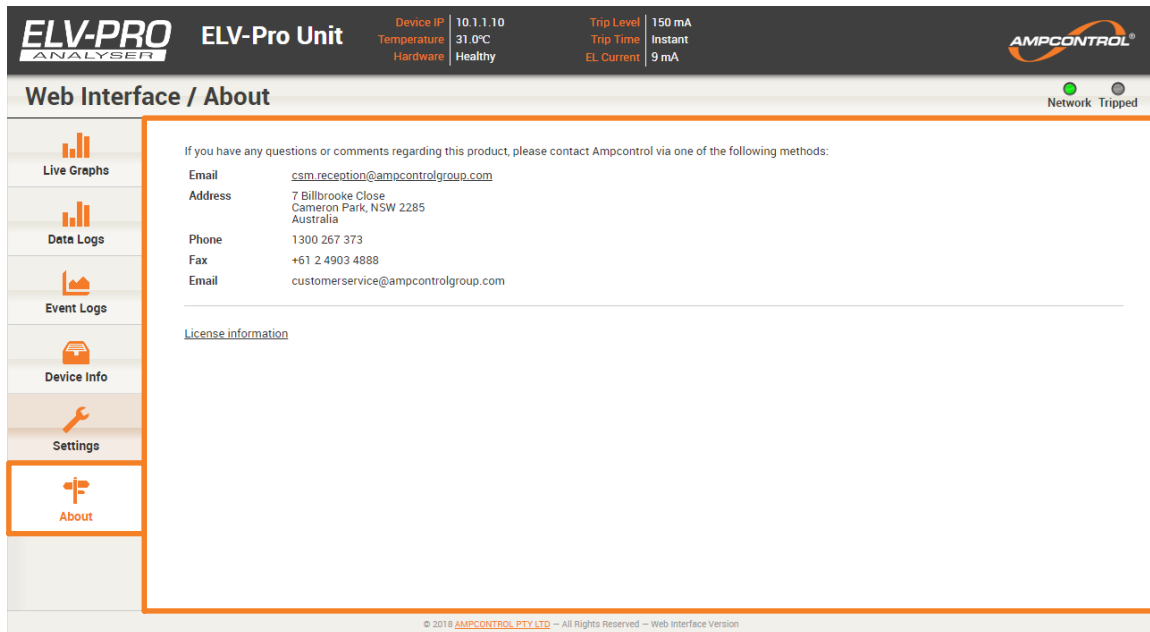 ELV-PRO
ANALYSER
ELV-Pro Unit
Device IP 10.1.1.10
Temperature 31.0°C
Hardware Healthy
Trip Level 150 mA
Trip Time Instant
EL Current 9 mA
AMPCONTROL®
Web Interface / About
Network Tripped
Live Graphs
Data Logs
Event Logs
Device Info
Settings
About
If you have any questions or comments regarding this product, please contact Ampcontrol via one of the following methods:
Email csm.reception@ampcontrolgroup.com
Address 7 Billbrooke Close
Cameron Park, NSW 2285
Australia
Phone 1300 267 373
Fax +61 2 4903 4888
Email customerservice@ampcontrolgroup.com
License information
© 2018 AMPCONTROL PTY LTD — All Rights Reserved — Web Interface Version